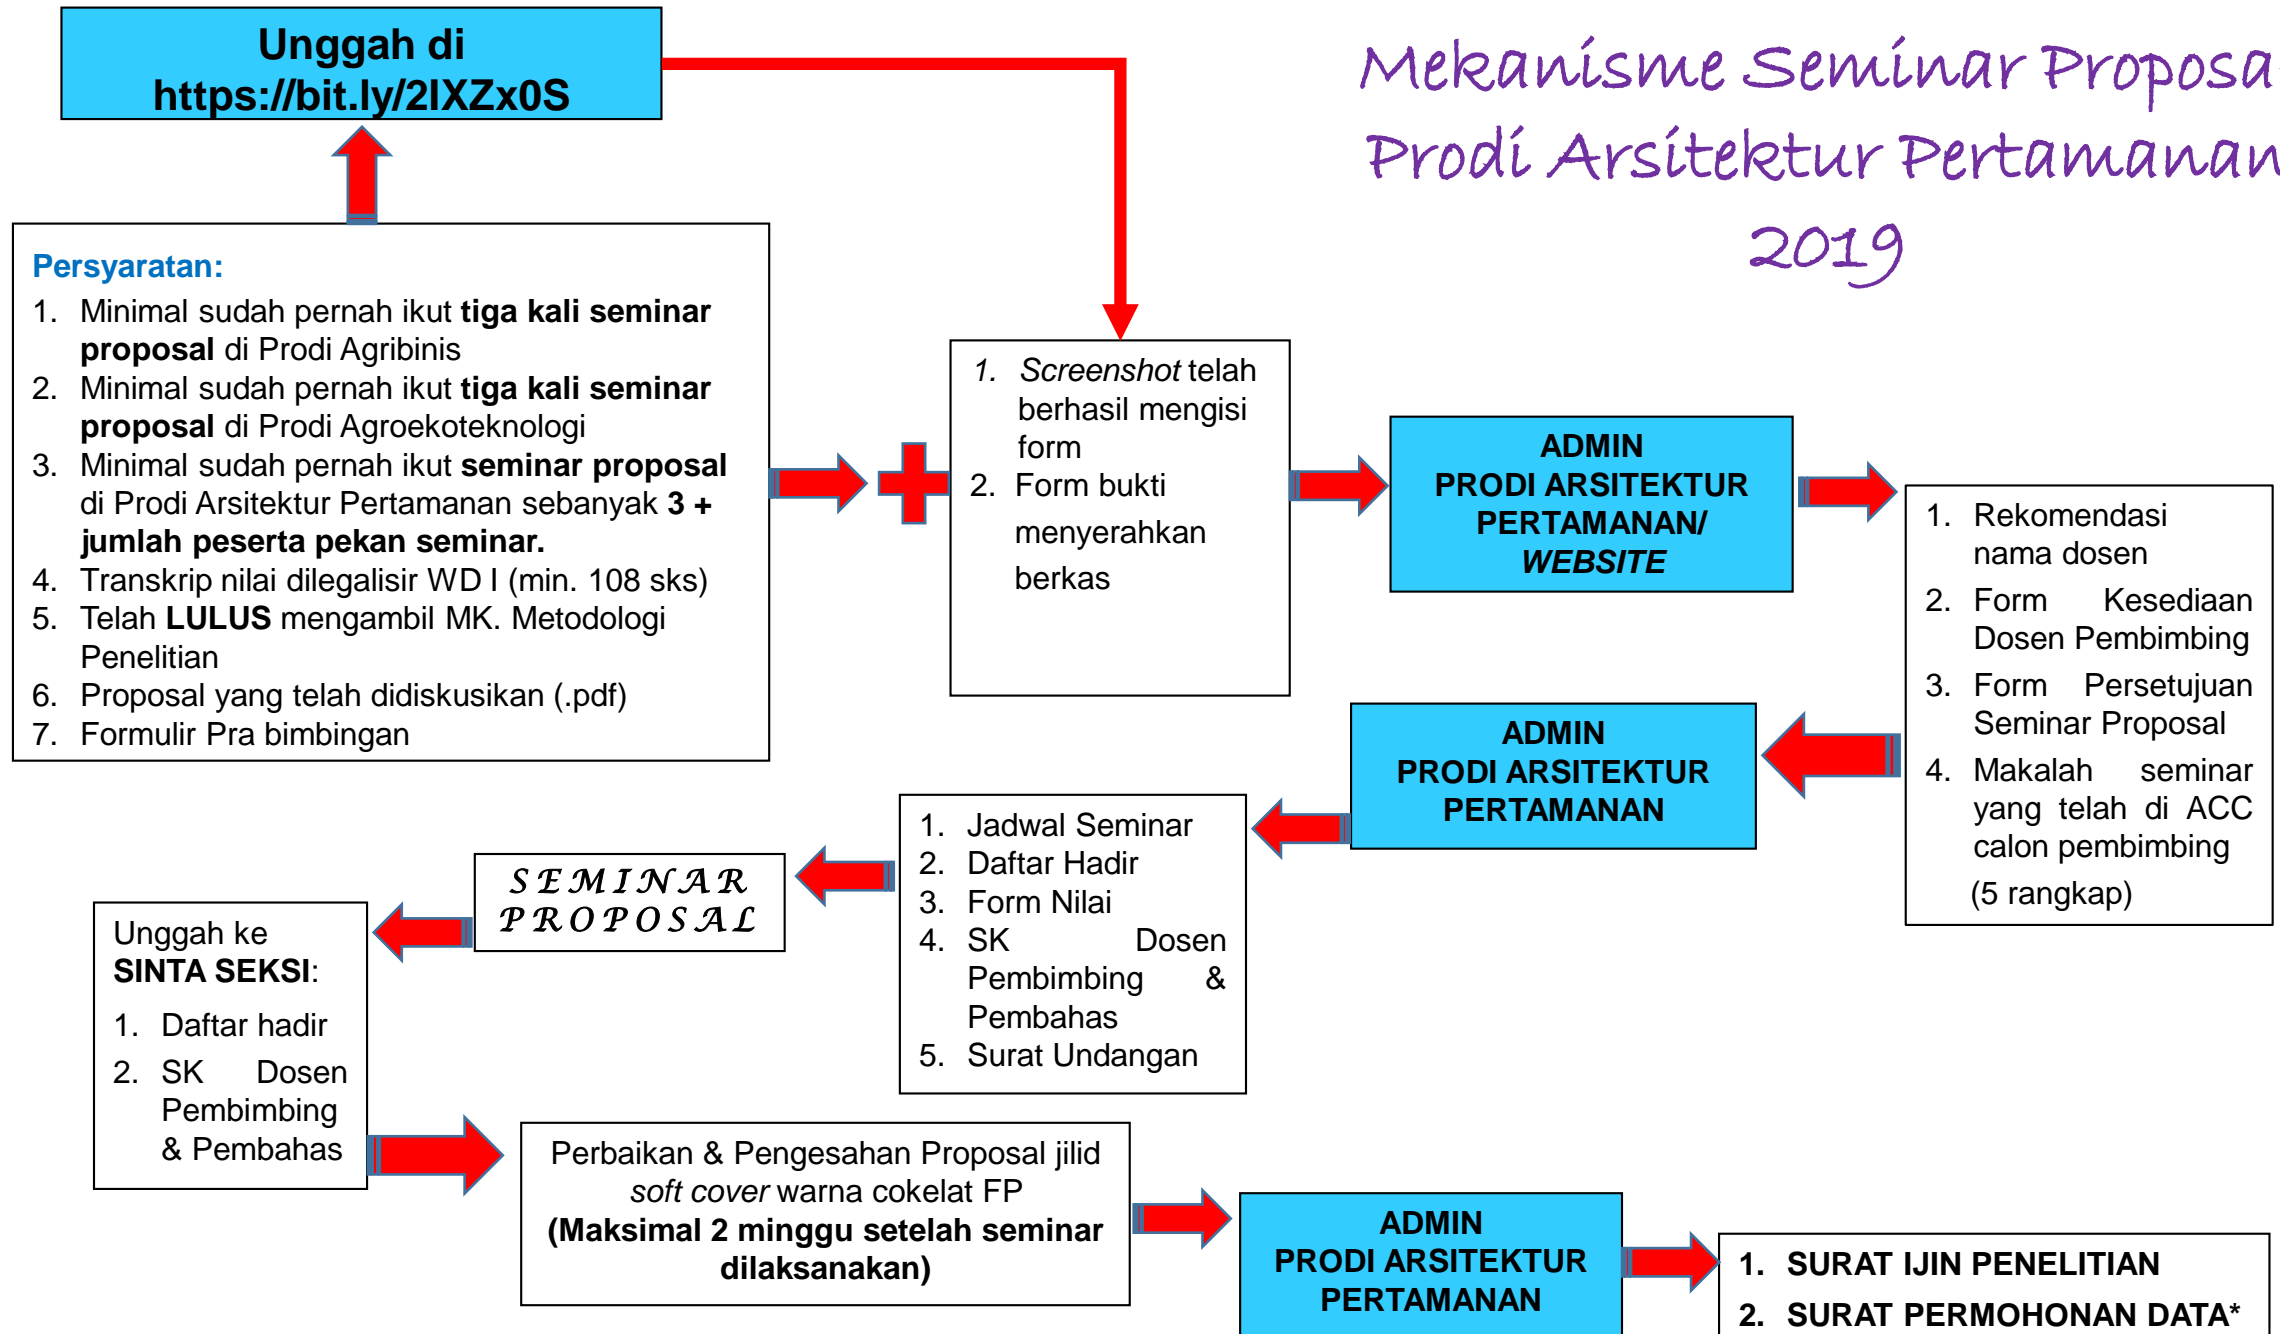 Unggah di
https://bit.ly/2IXZx0S
Mekanisme Seminar Proposa
Prodi Arsitektur Pertamanan
2019
Persyaratan:
1. Minimal sudah pernah ikut tiga kali seminar
proposal di Prodi Agribinis
2. Minimal sudah pernah ikut tiga kali seminar
proposal di Prodi Agroekoteknologi
3. Minimal sudah pernah ikut seminar proposal
di Prodi Arsitektur Pertamanan sebanyak 3 +
jumlah peserta pekan seminar.
4. Transkrip nilai dilegalisir WD I (min. 108 sks)
5. Telah LULUS mengambil MK. Metodologi
Penelitian
6. Proposal yang telah didiskusikan (.pdf)
7. Formulir Pra bimbingan
1. Screenshot telah
berhasil mengisi
form
2. Form bukti
menyerahkan
berkas
ADMIN
PRODI ARSITEKTUR
PERTAMANAN/
WEBSITE
1. Rekomendasi
nama dosen
2. Form Kesediaan
Dosen Pembimbing
3. Form Persetujuan
Seminar Proposal
4. Makalah seminar
yang telah di ACC
calon pembimbing
(5 rangkap)
ADMIN
PRODI ARSITEKTUR
PERTAMANAN
1. Jadwal Seminar
2. Daftar Hadir
3. Form Nilai
4. SK Dosen
Pembimbing &
Pembahas
5. Surat Undangan
SEMINAR
PROPOSAL
Unggah ke
SINTA SEKSI:
1. Daftar hadir
2. SK Dosen
Pembimbing
& Pembahas
Perbaikan & Pengesahan Proposal jilid
soft cover warna cokelat FP
(Maksimal 2 minggu setelah seminar
dilaksanakan)
ADMIN
PRODI ARSITEKTUR
PERTAMANAN
1. SURAT IJIN PENELITIAN
2. SURAT PERMOHONAN DATA*